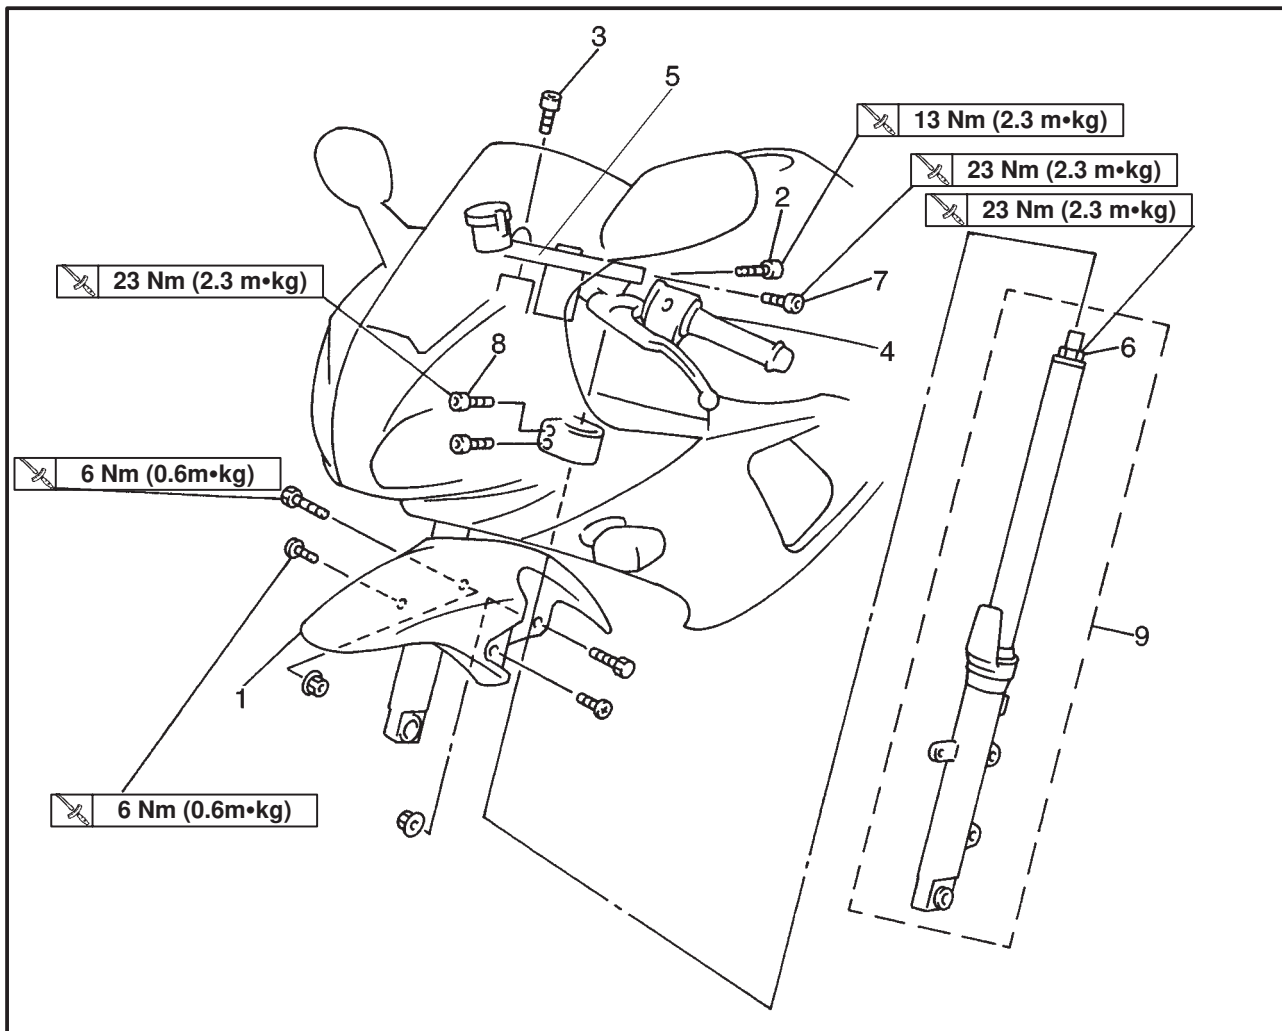 3
5
13 Nm (2.3 m•kg)
23 Nm (2.3 m•kg)
2
23 Nm (2.3 m•kg)
23 Nm (2.3 m•kg)
7
8
4
6
6 Nm (0.6m•kg)
9
1
6 Nm (0.6m•kg)